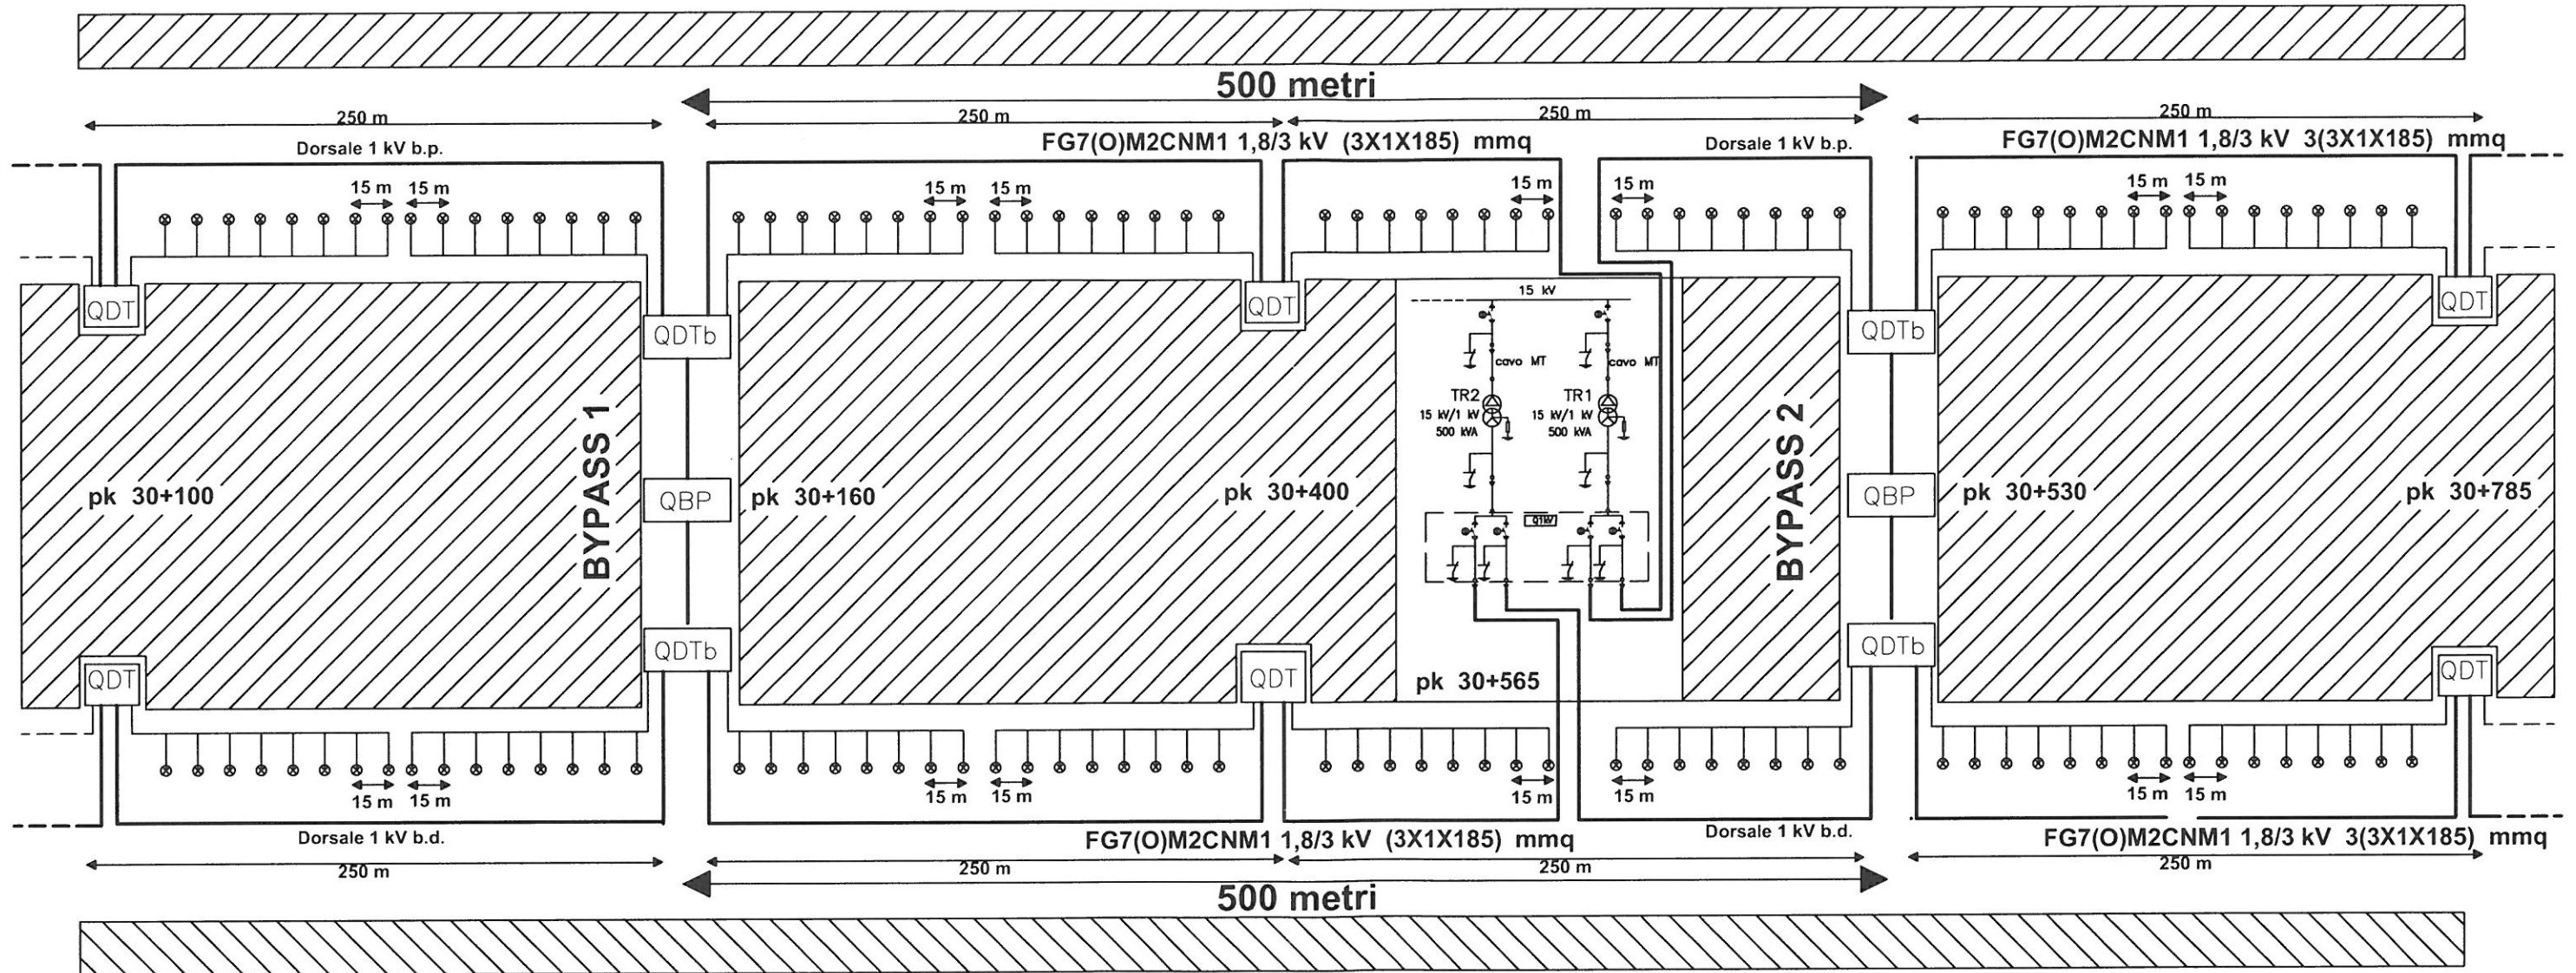 500 metri
250 m
250 m
250 m
250 m
Dorsale 1 kV b.p.
FG7(O)M2CNM1 1,8/3 kV (3X1X185) mmq
Dorsale 1 kV b.p.
FG7(O)M2CNM1 1,8/3 kV 3(3X1X185) mmq
15 m
15 m
15 m
15 m
15 m
15 m
15 m
15 m
QDT
QDTb
QDT
15 kV
QDTb
QDT
cavo MT
cavo MT
TR2
15 kV/1 kV
500 kVA
TR1
15 kV/1 kV
500 kVA
BYPASS 1
BYPASS 2
pk 30+100
QBP
pk 30+160
pk 30+400
Q1kV
QBP
pk 30+530
pk 30+785
QDT
QDTb
QDT
pk 30+565
QDTb
QDT
15 m
15 m
15 m
15 m
15 m
15 m
15 m
15 m
Dorsale 1 kV b.d.
FG7(O)M2CNM1 1,8/3 kV (3X1X185) mmq
Dorsale 1 kV b.d.
FG7(O)M2CNM1 1,8/3 kV 3(3X1X185) mmq
250 m
250 m
250 m
250 m
500 metri